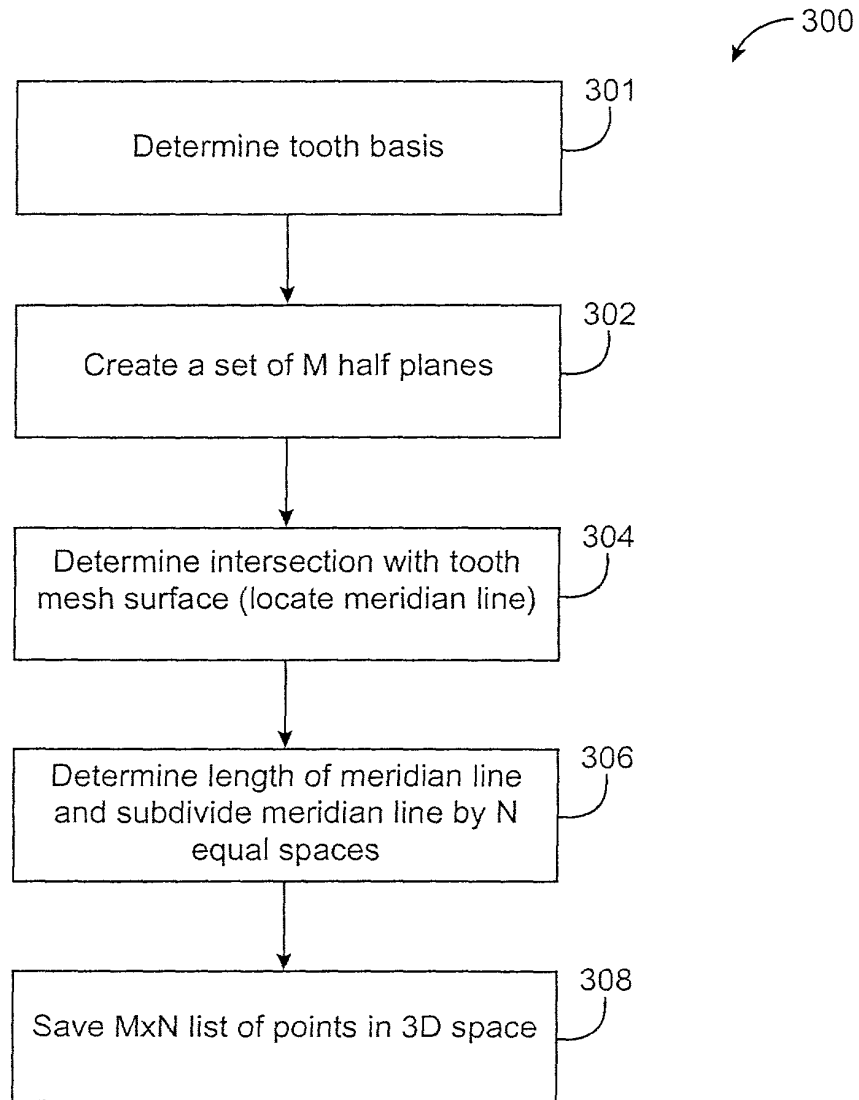 300
301
Determine tooth basis
302
Create a set of M half planes
304
Determine intersection with tooth
mesh surface (locate meridian line)
306
Determine length of meridian line
and subdivide meridian line by N
equal spaces
308
Save MxN list of points in 3D space